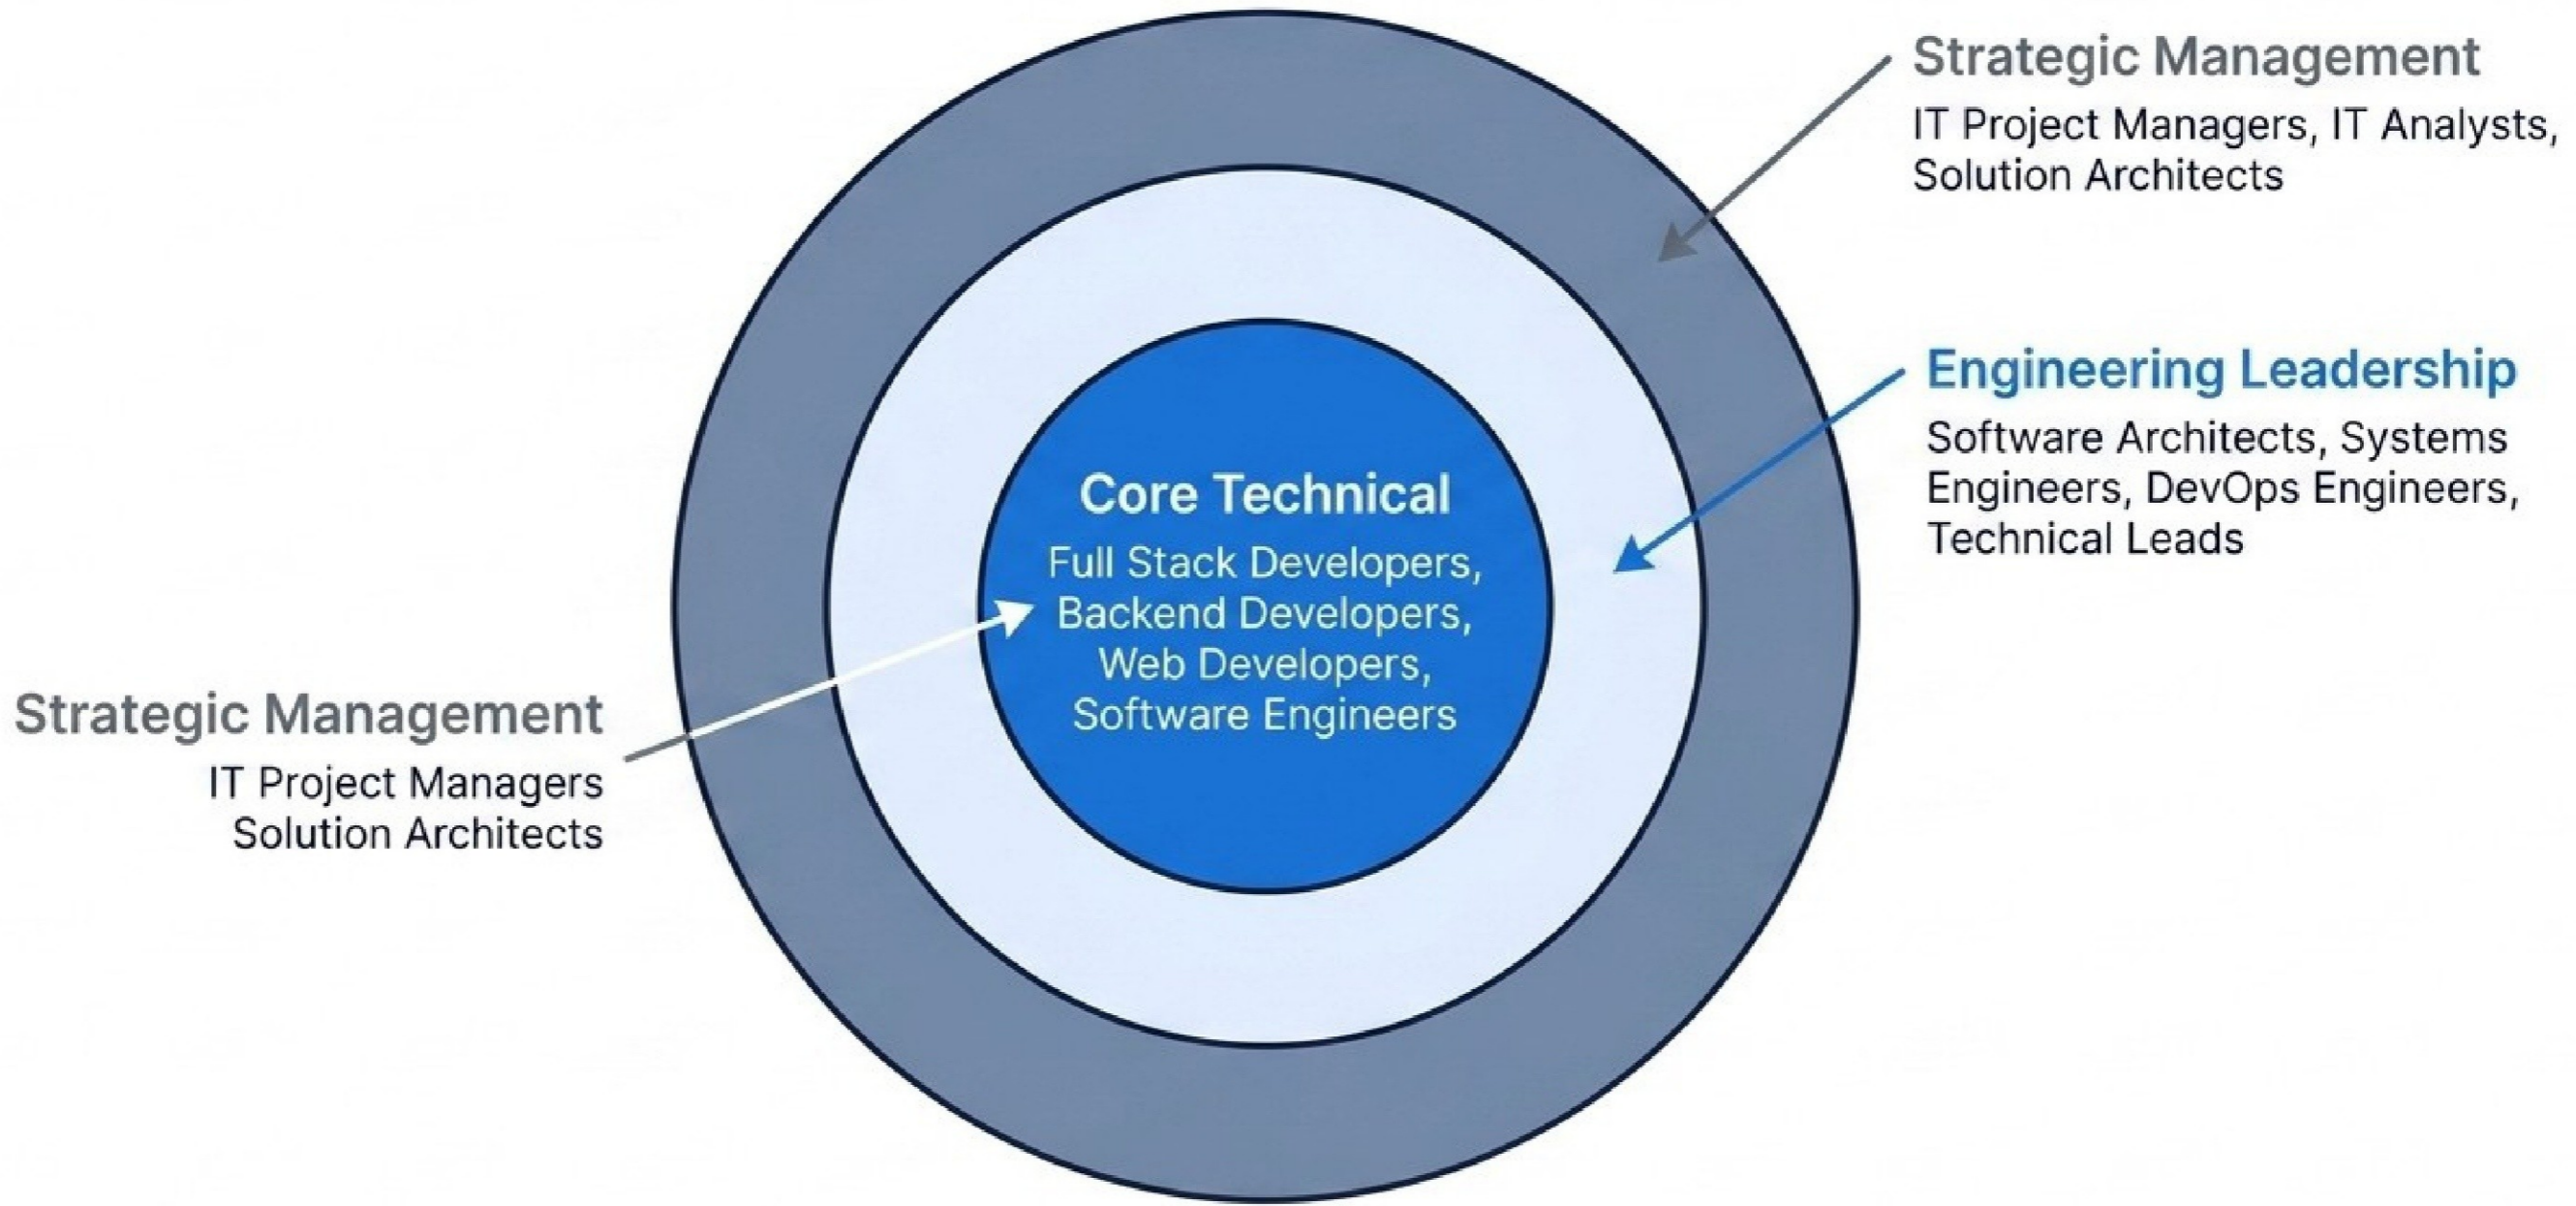 Strategic Management
IT Project Managers, IT Analysts,
Solution Architects
Engineering Leadership
Software Architects, Systems
Engineers, DevOps Engineers,
Technical Leads
Core Technical
Full Stack Developers,
Backend Developers,
Web Developers,
Software Engineers
Strategic Management
IT Project Managers
Solution Architects